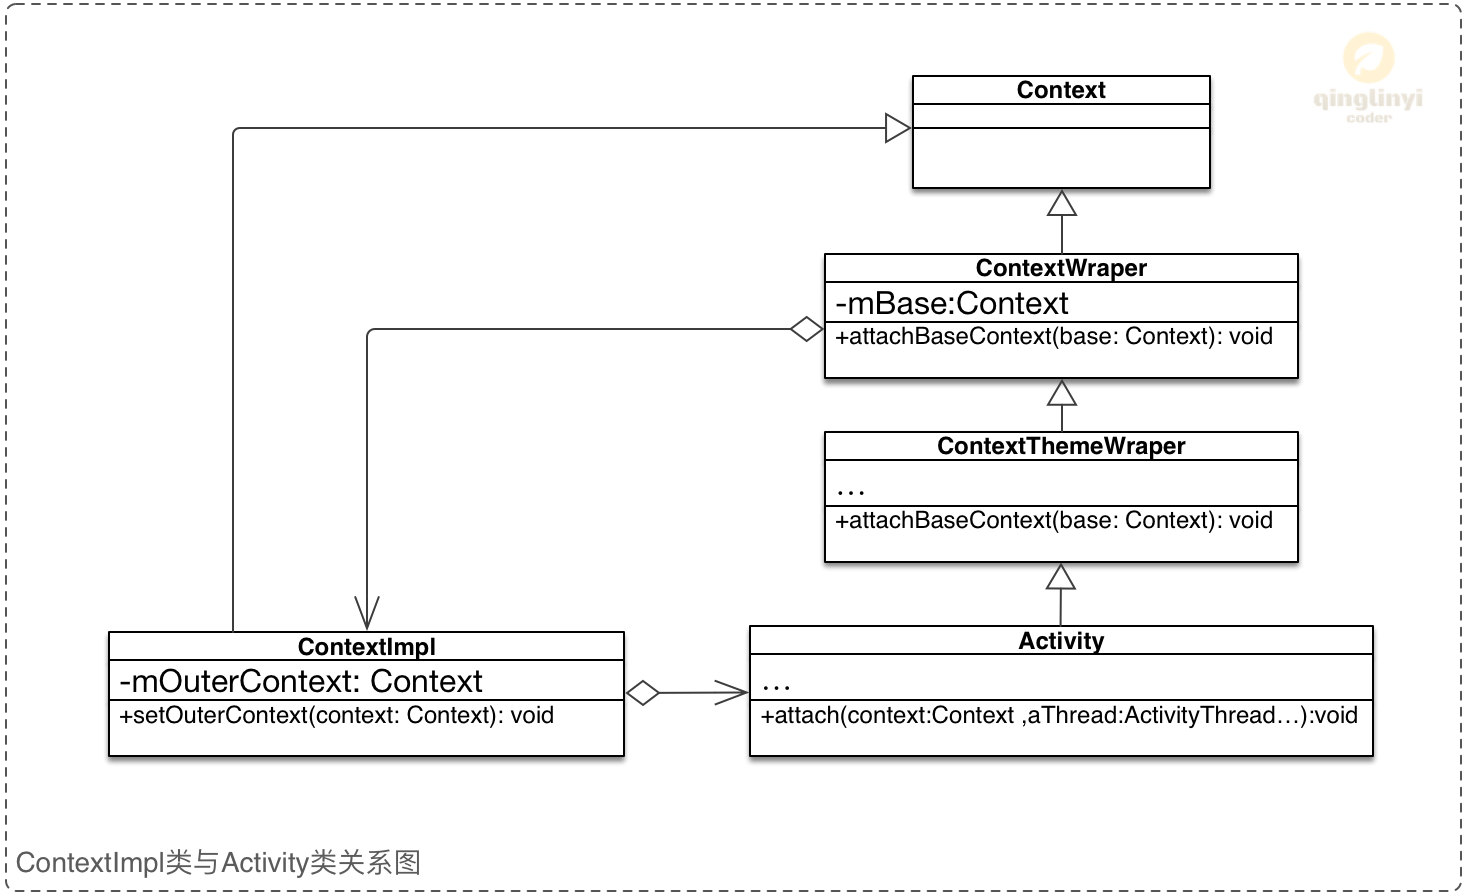 qinglinyi
coder
Context
ContextWraper
-mBase:Context
+attachBaseContext(base: Context): void
ContextThemeWraper
...
+attachBaseContext(base: Context): void
ContextImpl
-mOuterContext: Context
+setOuterContext(context: Context): void
Activity
...
+attach(context:Context ,aThread:ActivityThread...):void
ContextImpl类与Activity类关系图